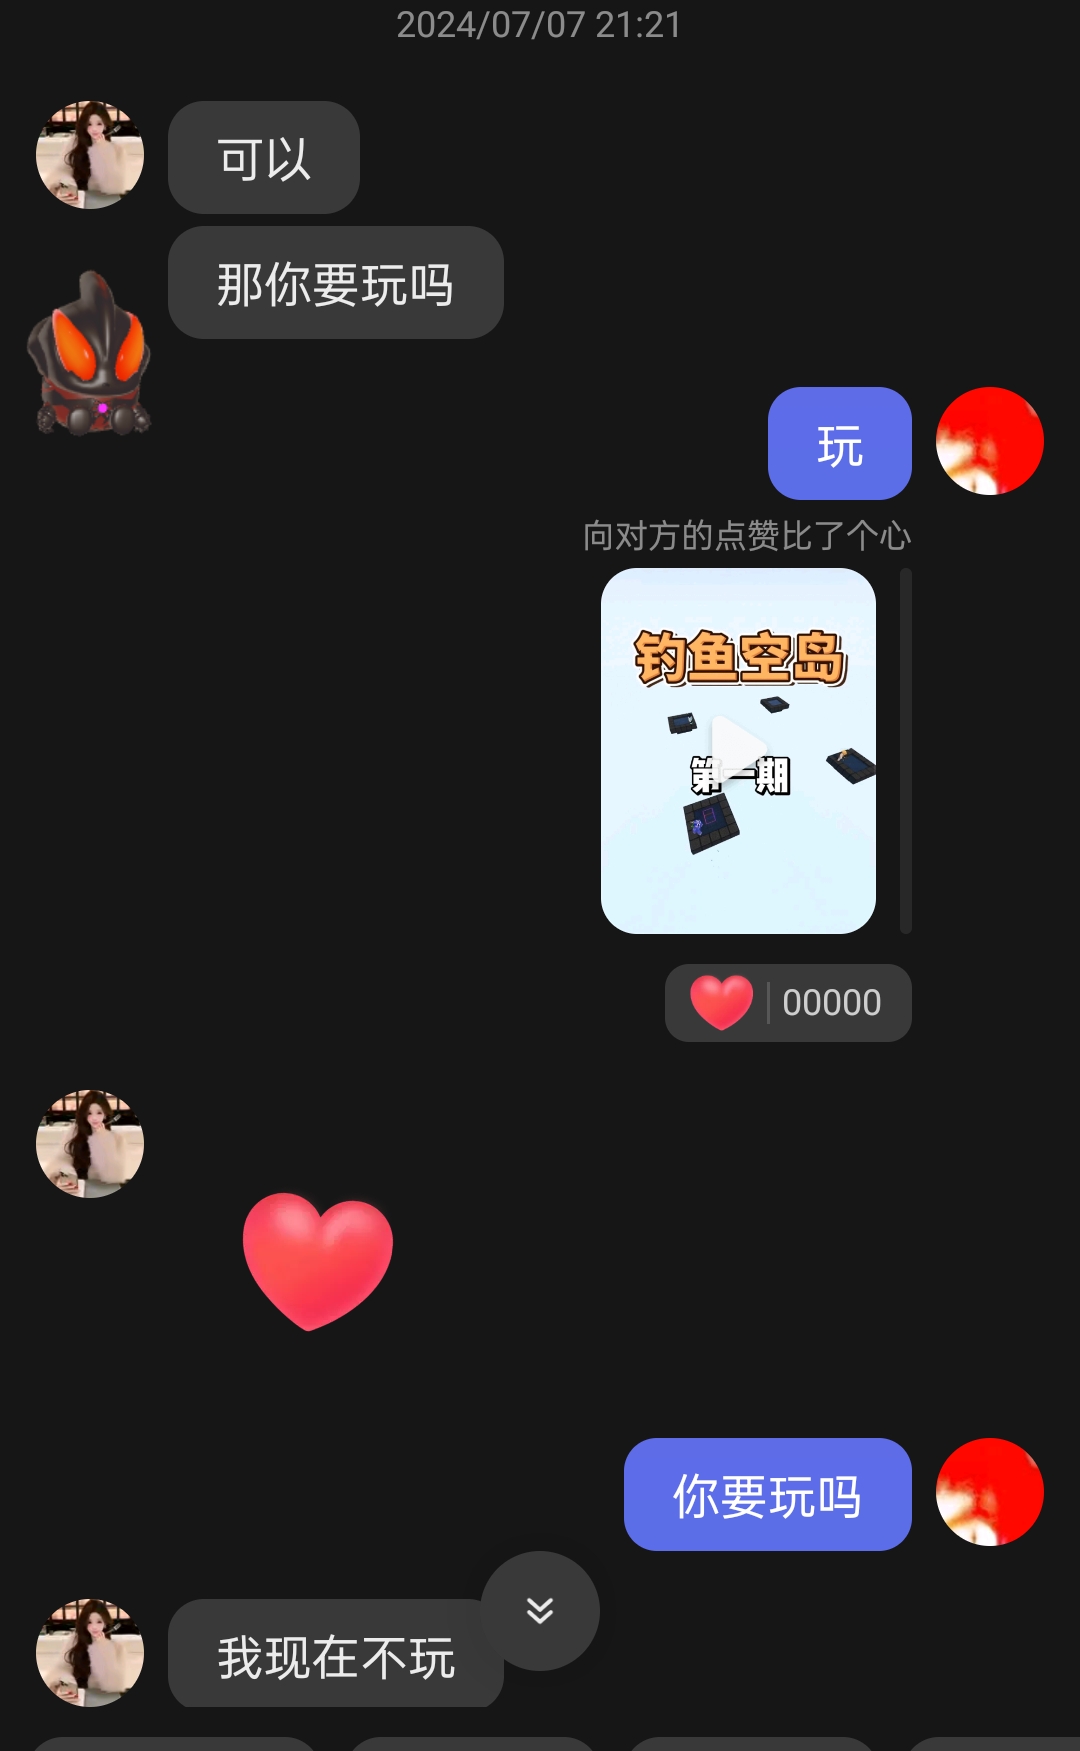 2024/07/07 21:21
可以
那你要玩吗
玩
向对方的点赞比了个心
钓鱼空岛
第一期
00000
你要玩吗
我现在不玩